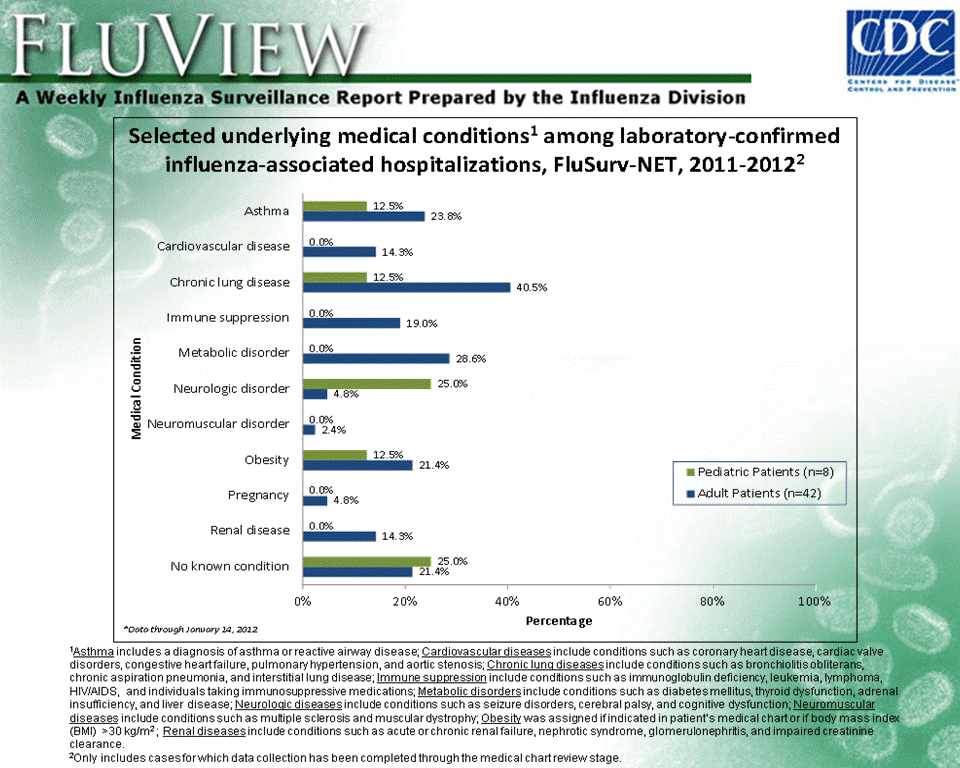 FLUVIEW
CDC
CENTERS FOR DISEASE™
CONTROL AND PREVENTION
A Weekly Influenza Surveillance Report Prepared by the Influenza Division
Selected underlying medical conditions¹ among laboratory-confirmed
influenza-associated hospitalizations, FluSurv-NET, 2011-2012²
Medical Condition
Asthma 12.5%
23.8%
Cardiovascular disease 0.0%
14.3%
Chronic lung disease 12.5%
40.5%
Immune suppression 0.0%
19.0%
Metabolic disorder 0.0%
28.6%
Neurologic disorder 25.0%
4.8%
Neuromuscular disorder 0.0%
2.4%
Obesity 12.5%
21.4%
Pregnancy 0.0%
4.8%
Renal disease 0.0%
14.3%
No known condition 25.0%
21.4%
Pediatric Patients (n=8)
Adult Patients (n=42)
0% 20% 40% 60% 80% 100%
Percentage
*Data through January 14, 2012
¹Asthma includes a diagnosis of asthma or reactive airway disease; Cardiovascular diseases include conditions such as coronary heart disease, cardiac valve
disorders, congestive heart failure, pulmonary hypertension, and aortic stenosis; Chronic lung diseases include conditions such as bronchiolitis obliterans,
chronic aspiration pneumonia, and interstitial lung disease; Immune suppression include conditions such as immunoglobulin deficiency, leukemia, lymphoma,
HIV/AIDS, and individuals taking immunosuppressive medications; Metabolic disorders include conditions such as diabetes mellitus, thyroid dysfunction, adrenal
insufficiency, and liver disease; Neurologic diseases include conditions such as seizure disorders, cerebral palsy, and cognitive dysfunction; Neuromuscular
diseases include conditions such as multiple sclerosis and muscular dystrophy; Obesity was assigned if indicated in patient's medical chart or if body mass index
(BMI) >30 kg/m²; Renal diseases include conditions such as acute or chronic renal failure, nephrotic syndrome, glomerulonephritis, and impaired creatinine
clearance.
²Only includes cases for which data collection has been completed through the medical chart review stage.